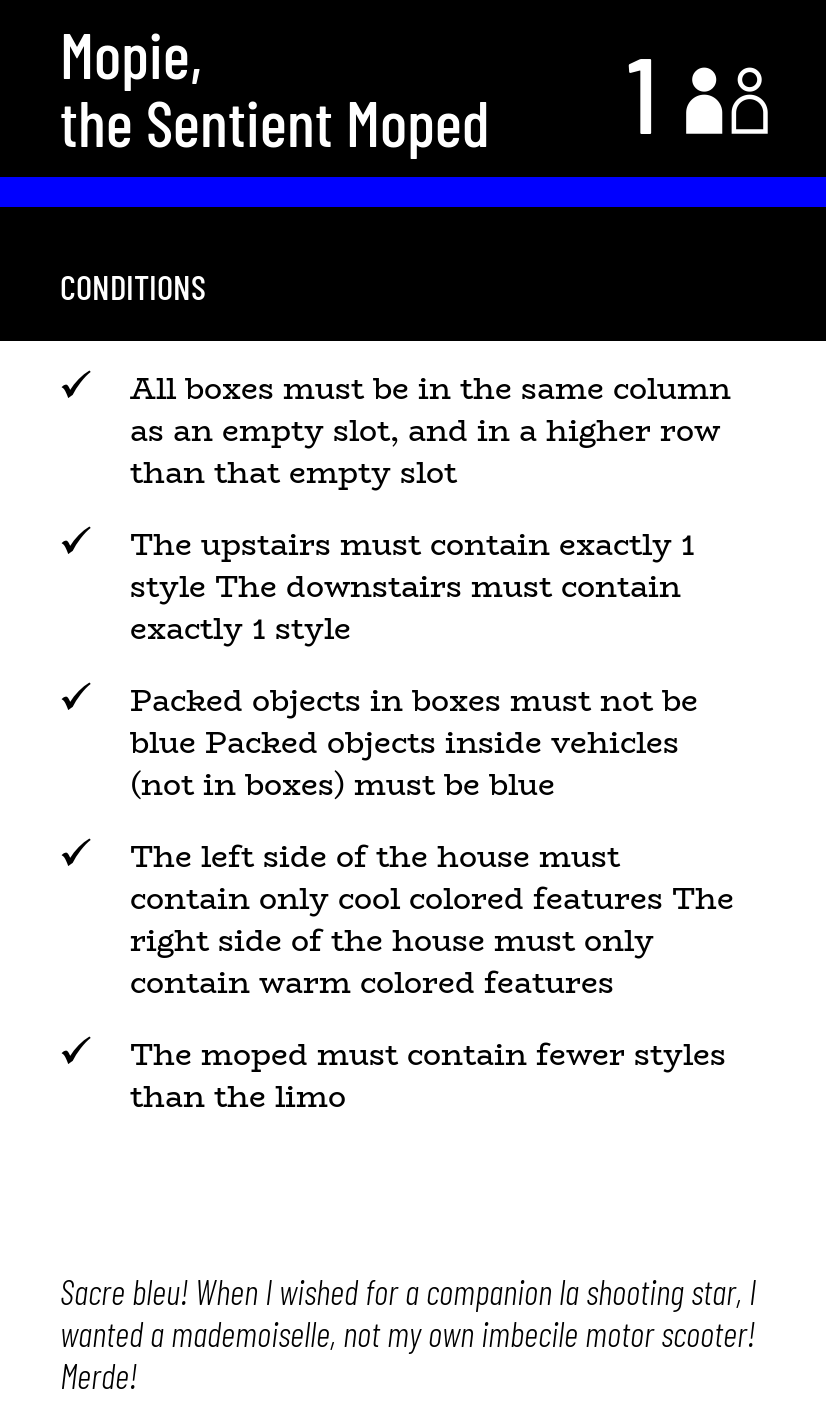 Mopie,
the Sentient Moped
1
CONDITIONS
✓ All boxes must be in the same column
as an empty slot, and in a higher row
than that empty slot
✓ The upstairs must contain exactly 1
style The downstairs must contain
exactly 1 style
✓ Packed objects in boxes must not be
blue Packed objects inside vehicles
(not in boxes) must be blue
✓ The left side of the house must
contain only cool colored features The
right side of the house must only
contain warm colored features
✓ The moped must contain fewer styles
than the limo
Sacre bleu! When I wished for a companion la shooting star, I
wanted a mademoiselle, not my own imbecile motor scooter!
Merde!